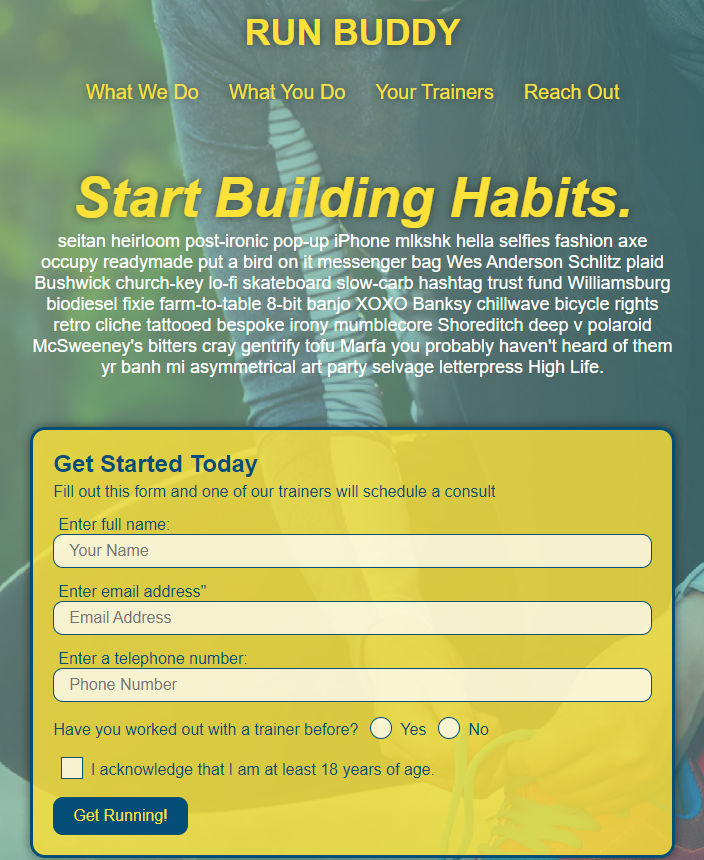 RUN BUDDY
What We Do What You Do Your Trainers Reach Out
Start Building Habits.
seitan heirloom post-ironic pop-up iPhone mlkshk hella selfies fashion axe
occupy readymade put a bird on it messenger bag Wes Anderson Schlitz plaid
Bushwick church-key lo-fi skateboard slow-carb hashtag trust fund Williamsburg
biodiesel fixie farm-to-table 8-bit banjo XOXO Banksy chillwave bicycle rights
retro cliche tattooed bespoke irony mumblecore Shoreditch deep v polaroid
McSweeney's bitters cray gentrify tofu Marfa you probably haven't heard of them
yr banh mi asymmetrical art party selvage letterpress High Life.
Get Started Today
Fill out this form and one of our trainers will schedule a consult
Enter full name:
Your Name
Enter email address"
Email Address
Enter a telephone number:
Phone Number
Have you worked out with a trainer before? Yes No
I acknowledge that I am at least 18 years of age.
Get Running!